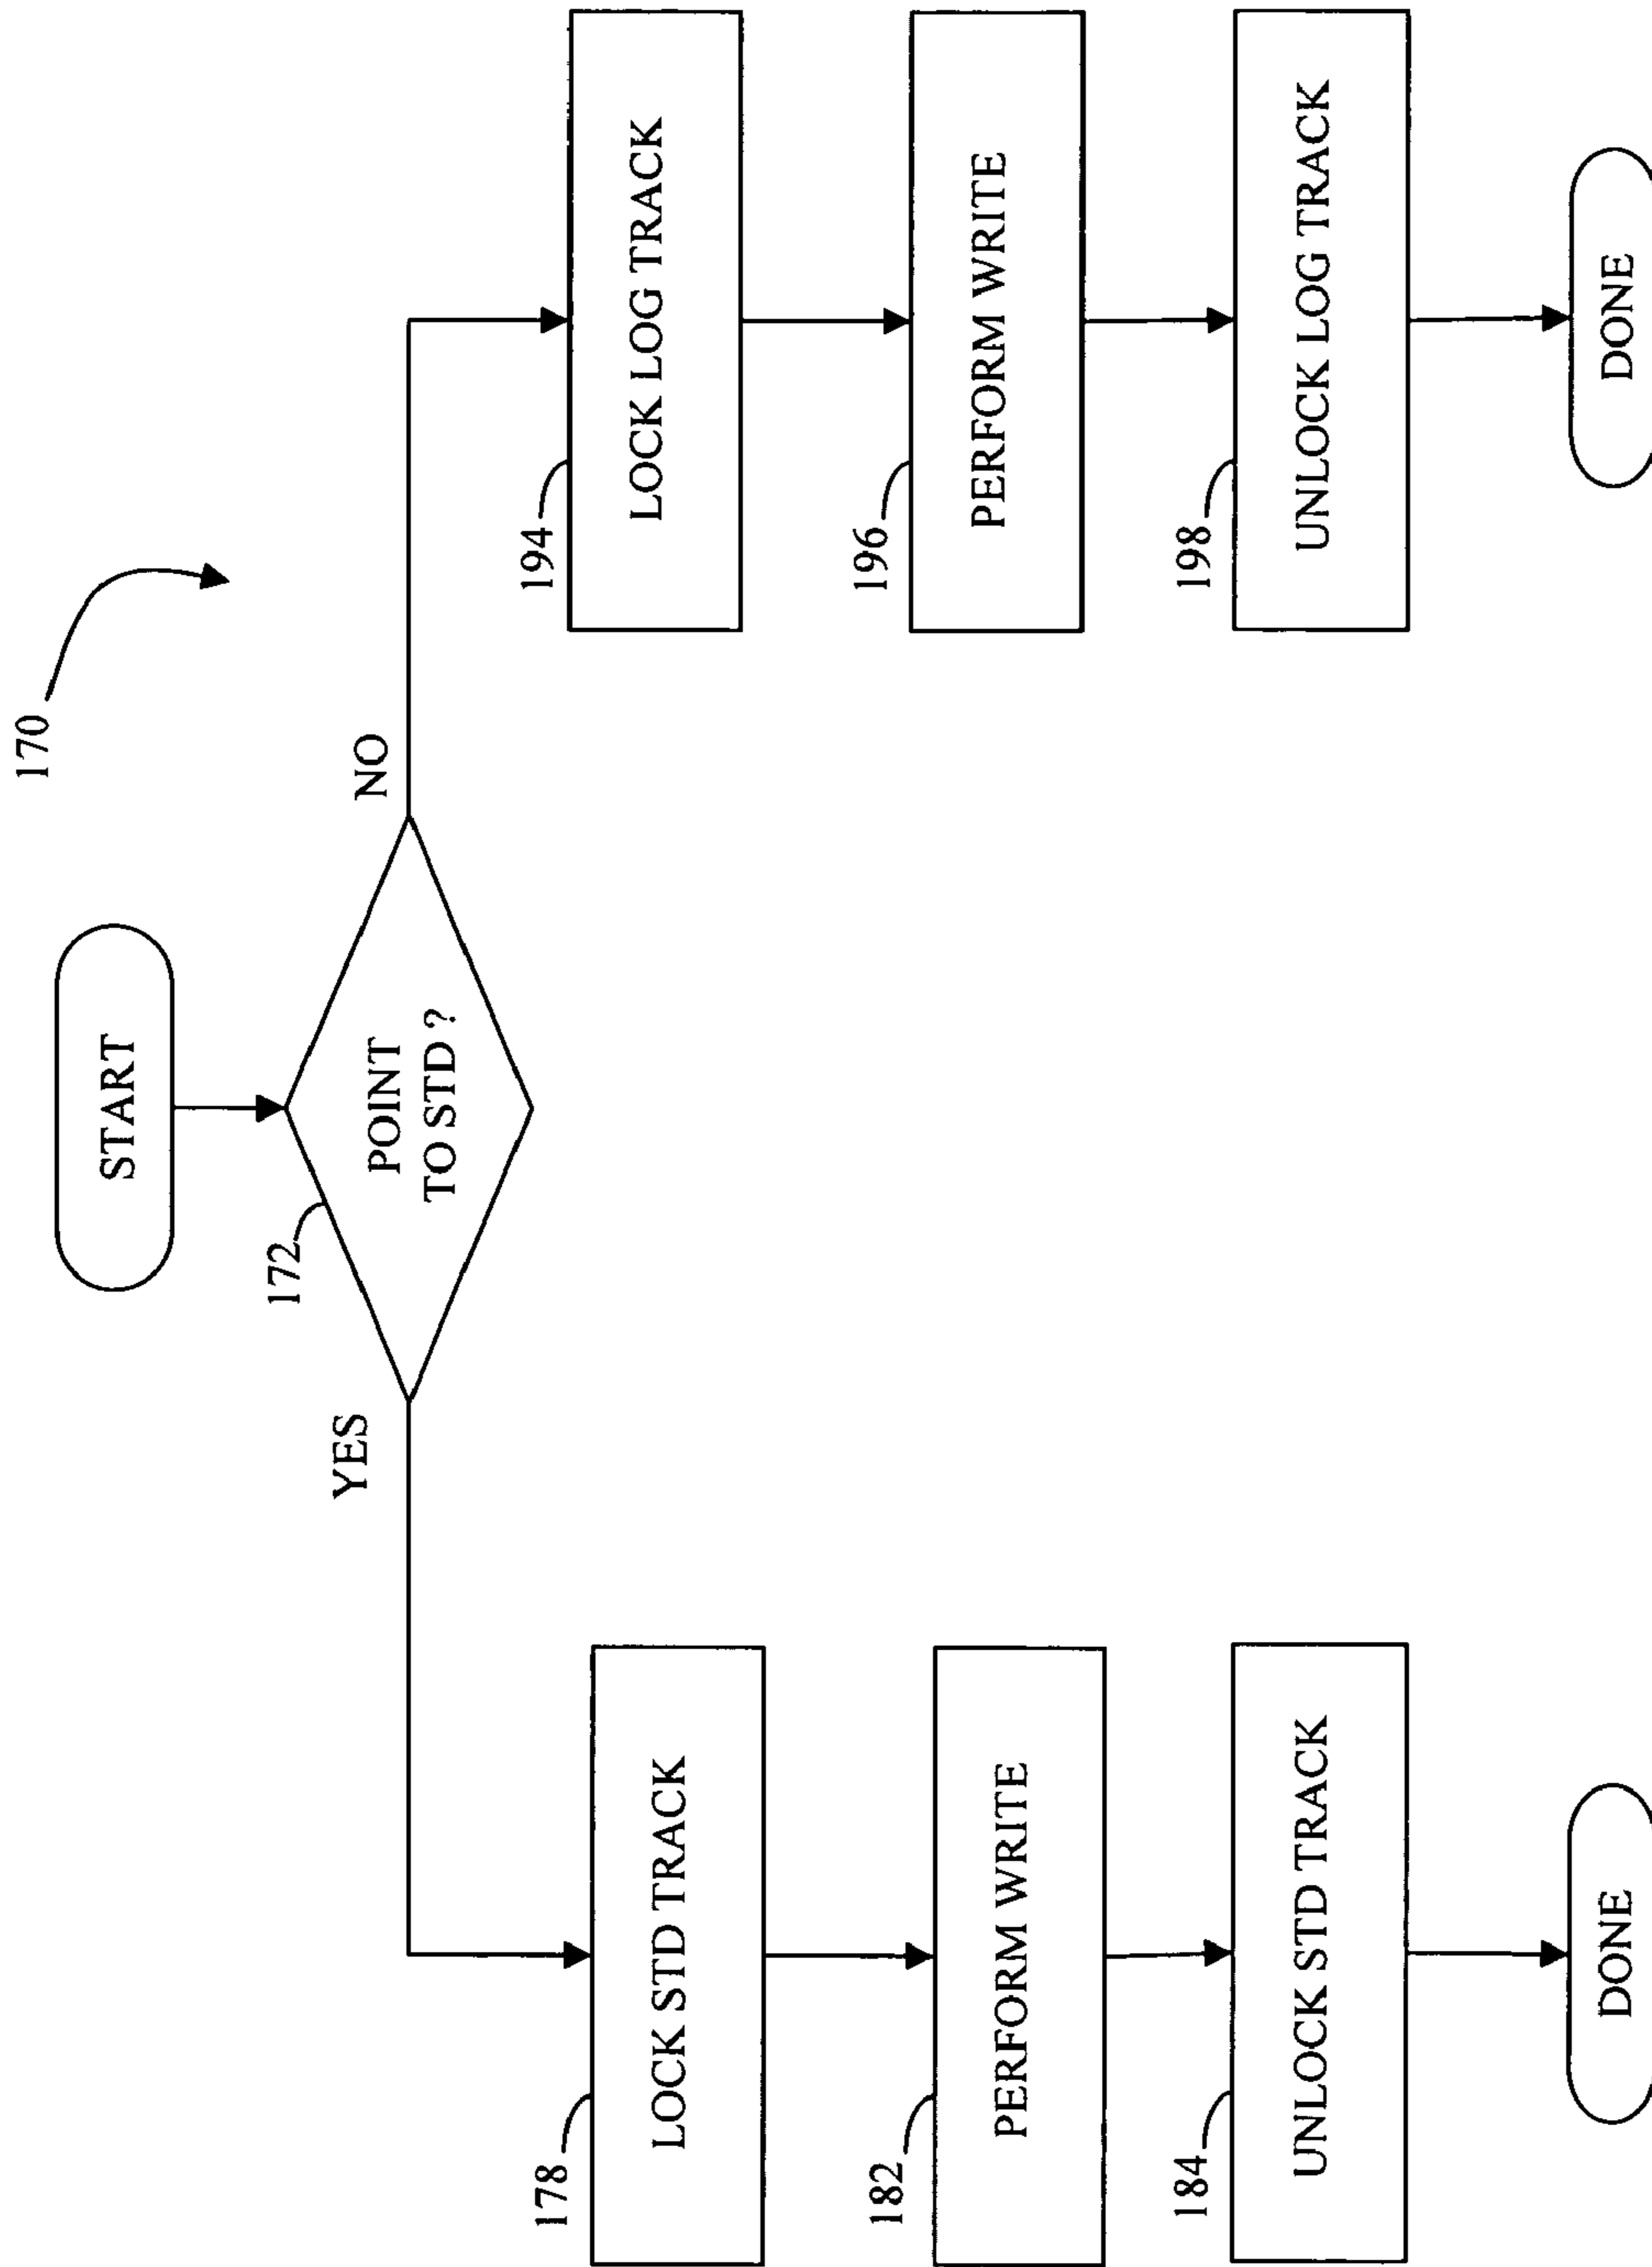 170
START
172
POINT
TO STD ?
YES
NO
178
LOCK STD TRACK
182
PERFORM WRITE
184
UNLOCK STD TRACK
DONE
194
LOCK LOG TRACK
196
PERFORM WRITE
198
UNLOCK LOG TRACK
DONE